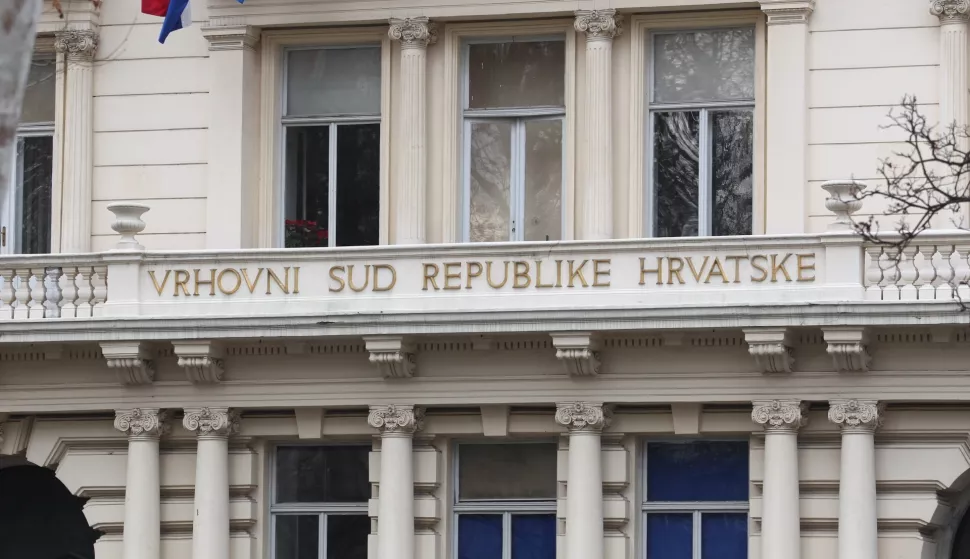 VRHOVNI SUD REPUBLIKE HRVATSKE